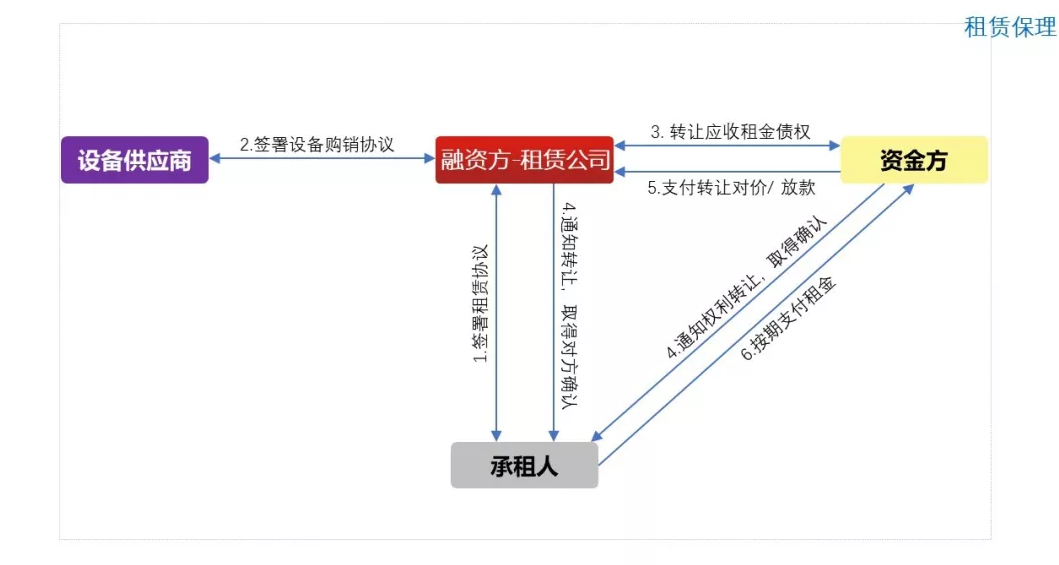 租赁保理
2.签署设备购销协议
3. 转让应收租金债权
设备供应商
融资方-租赁公司
资金方
5.支付转让对价/ 放款
1.签署租赁协议
4.通知转让，取得对方确认
4.通知权利转让，取得确认
6.按期支付租金
承租人